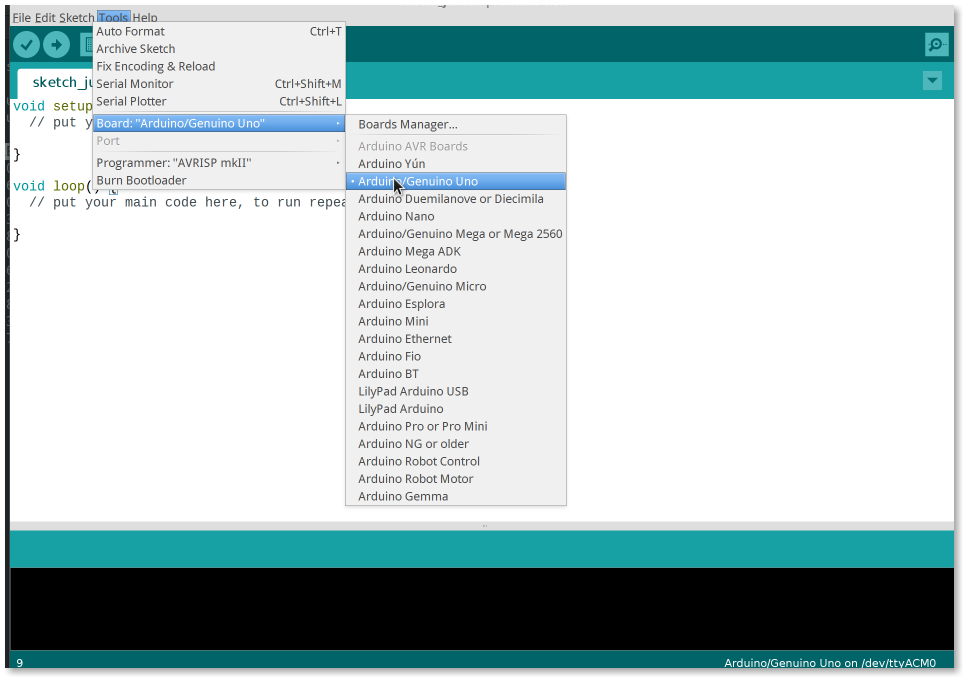 File Edit Sketch Tools Help
Auto Format Ctrl+T
Archive Sketch
Fix Encoding & Reload
Serial Monitor Ctrl+Shift+M
Serial Plotter Ctrl+Shift+L
Board: "Arduino/Genuino Uno"
Port
Programmer: "AVRISP mkII"
Burn Bootloader
Boards Manager...
Arduino AVR Boards
Arduino Yún
Arduino/Genuino Uno
Arduino Duemilanove or Diecimila
Arduino Nano
Arduino/Genuino Mega or Mega 2560
Arduino Mega ADK
Arduino Leonardo
Arduino/Genuino Micro
Arduino Esplora
Arduino Mini
Arduino Ethernet
Arduino Fio
Arduino BT
LilyPad Arduino USB
LilyPad Arduino
Arduino Pro or Pro Mini
Arduino NG or older
Arduino Robot Control
Arduino Robot Motor
Arduino Gemma
sketch_ju
void setup
// put y
}
void loop()
// put your main code here, to run repea
}
9 Arduino/Genuino Uno on /dev/ttyACM0